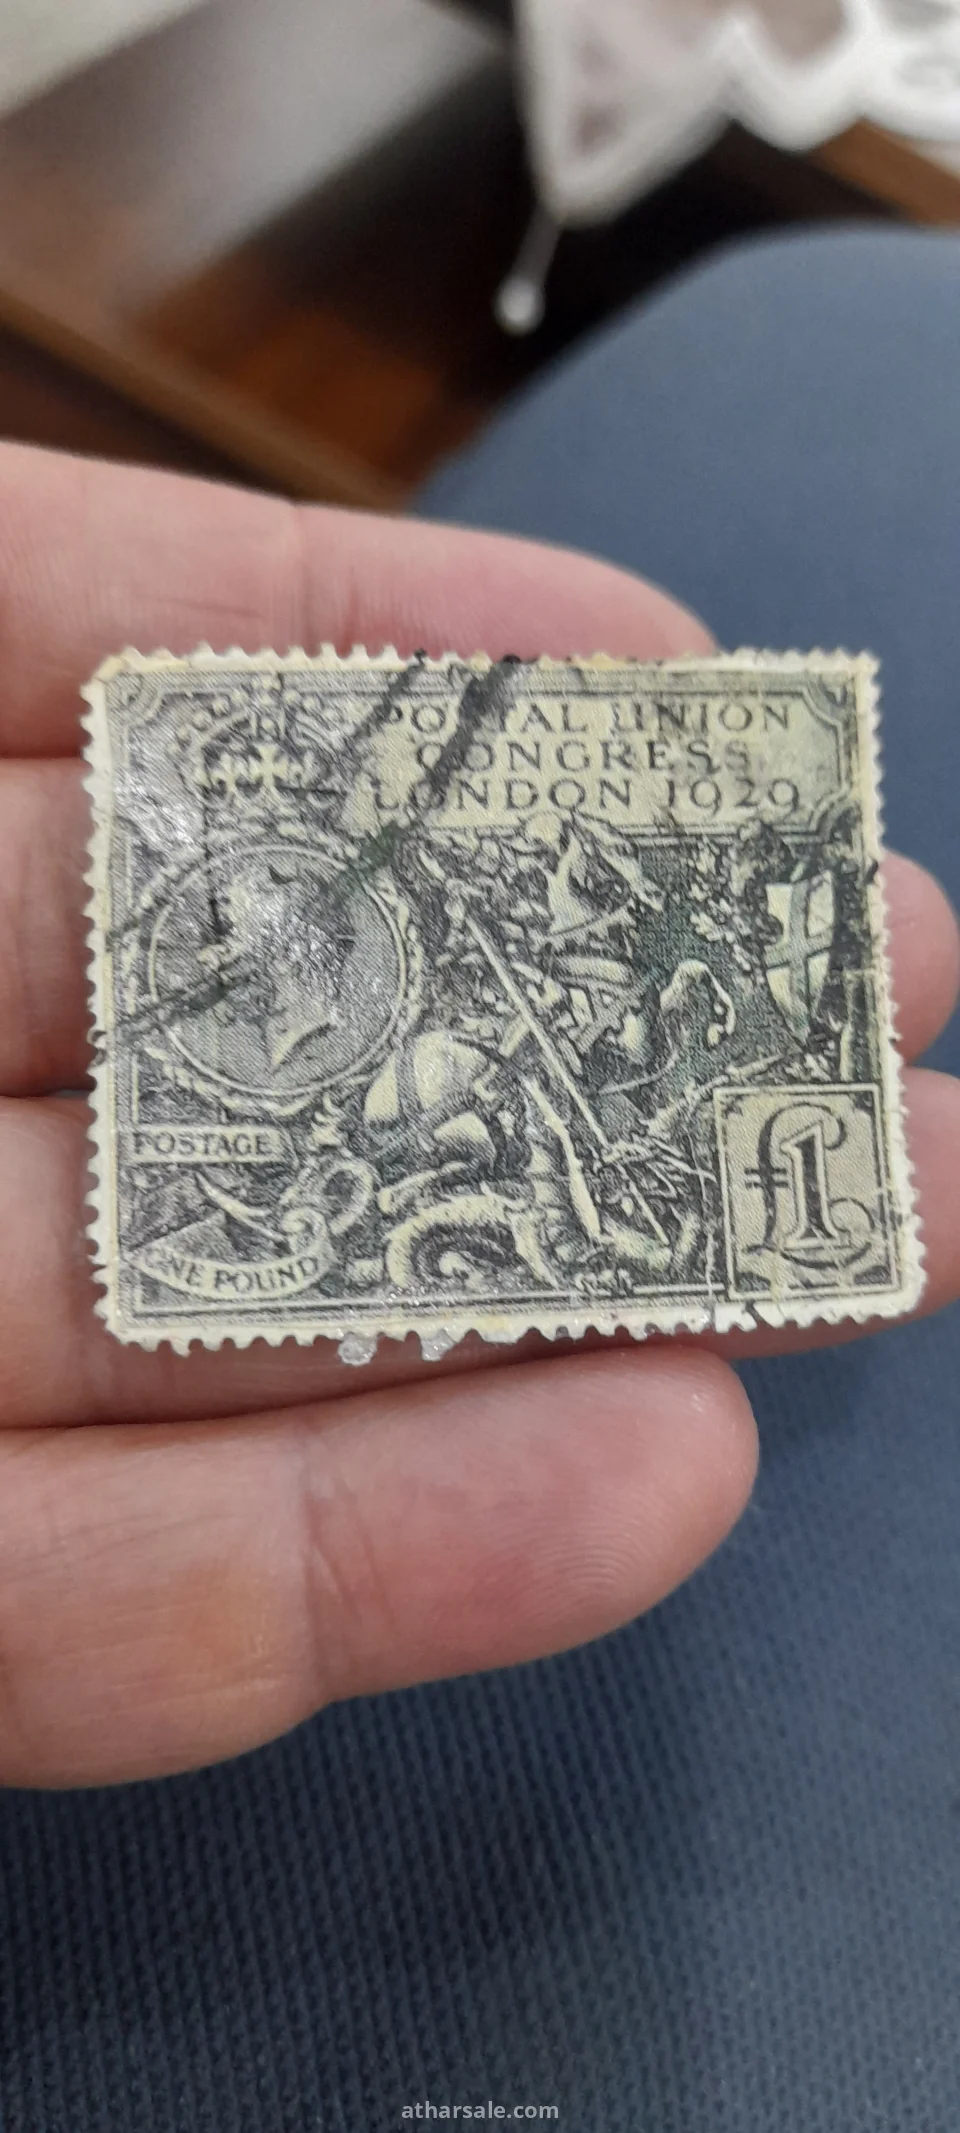 POSTAL UNION
CONGRESS
LONDON 1929
POSTAGE
£1
ONE POUND
atharsale.com